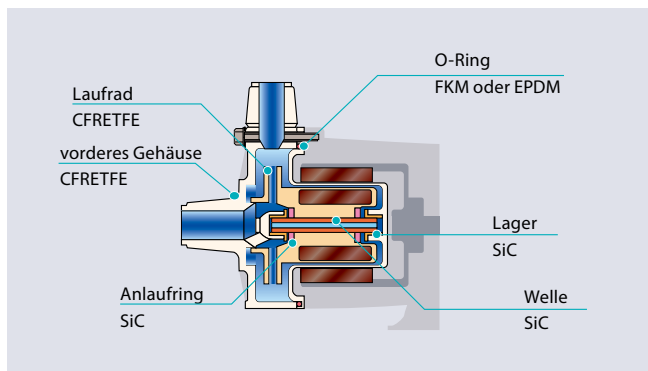 O-Ring
FKM oder EPDM
Laufrad
CFRETFE
vorderes Gehäuse
CFRETFE
Lager
SiC
Anlaufring
SiC
Welle
SiC